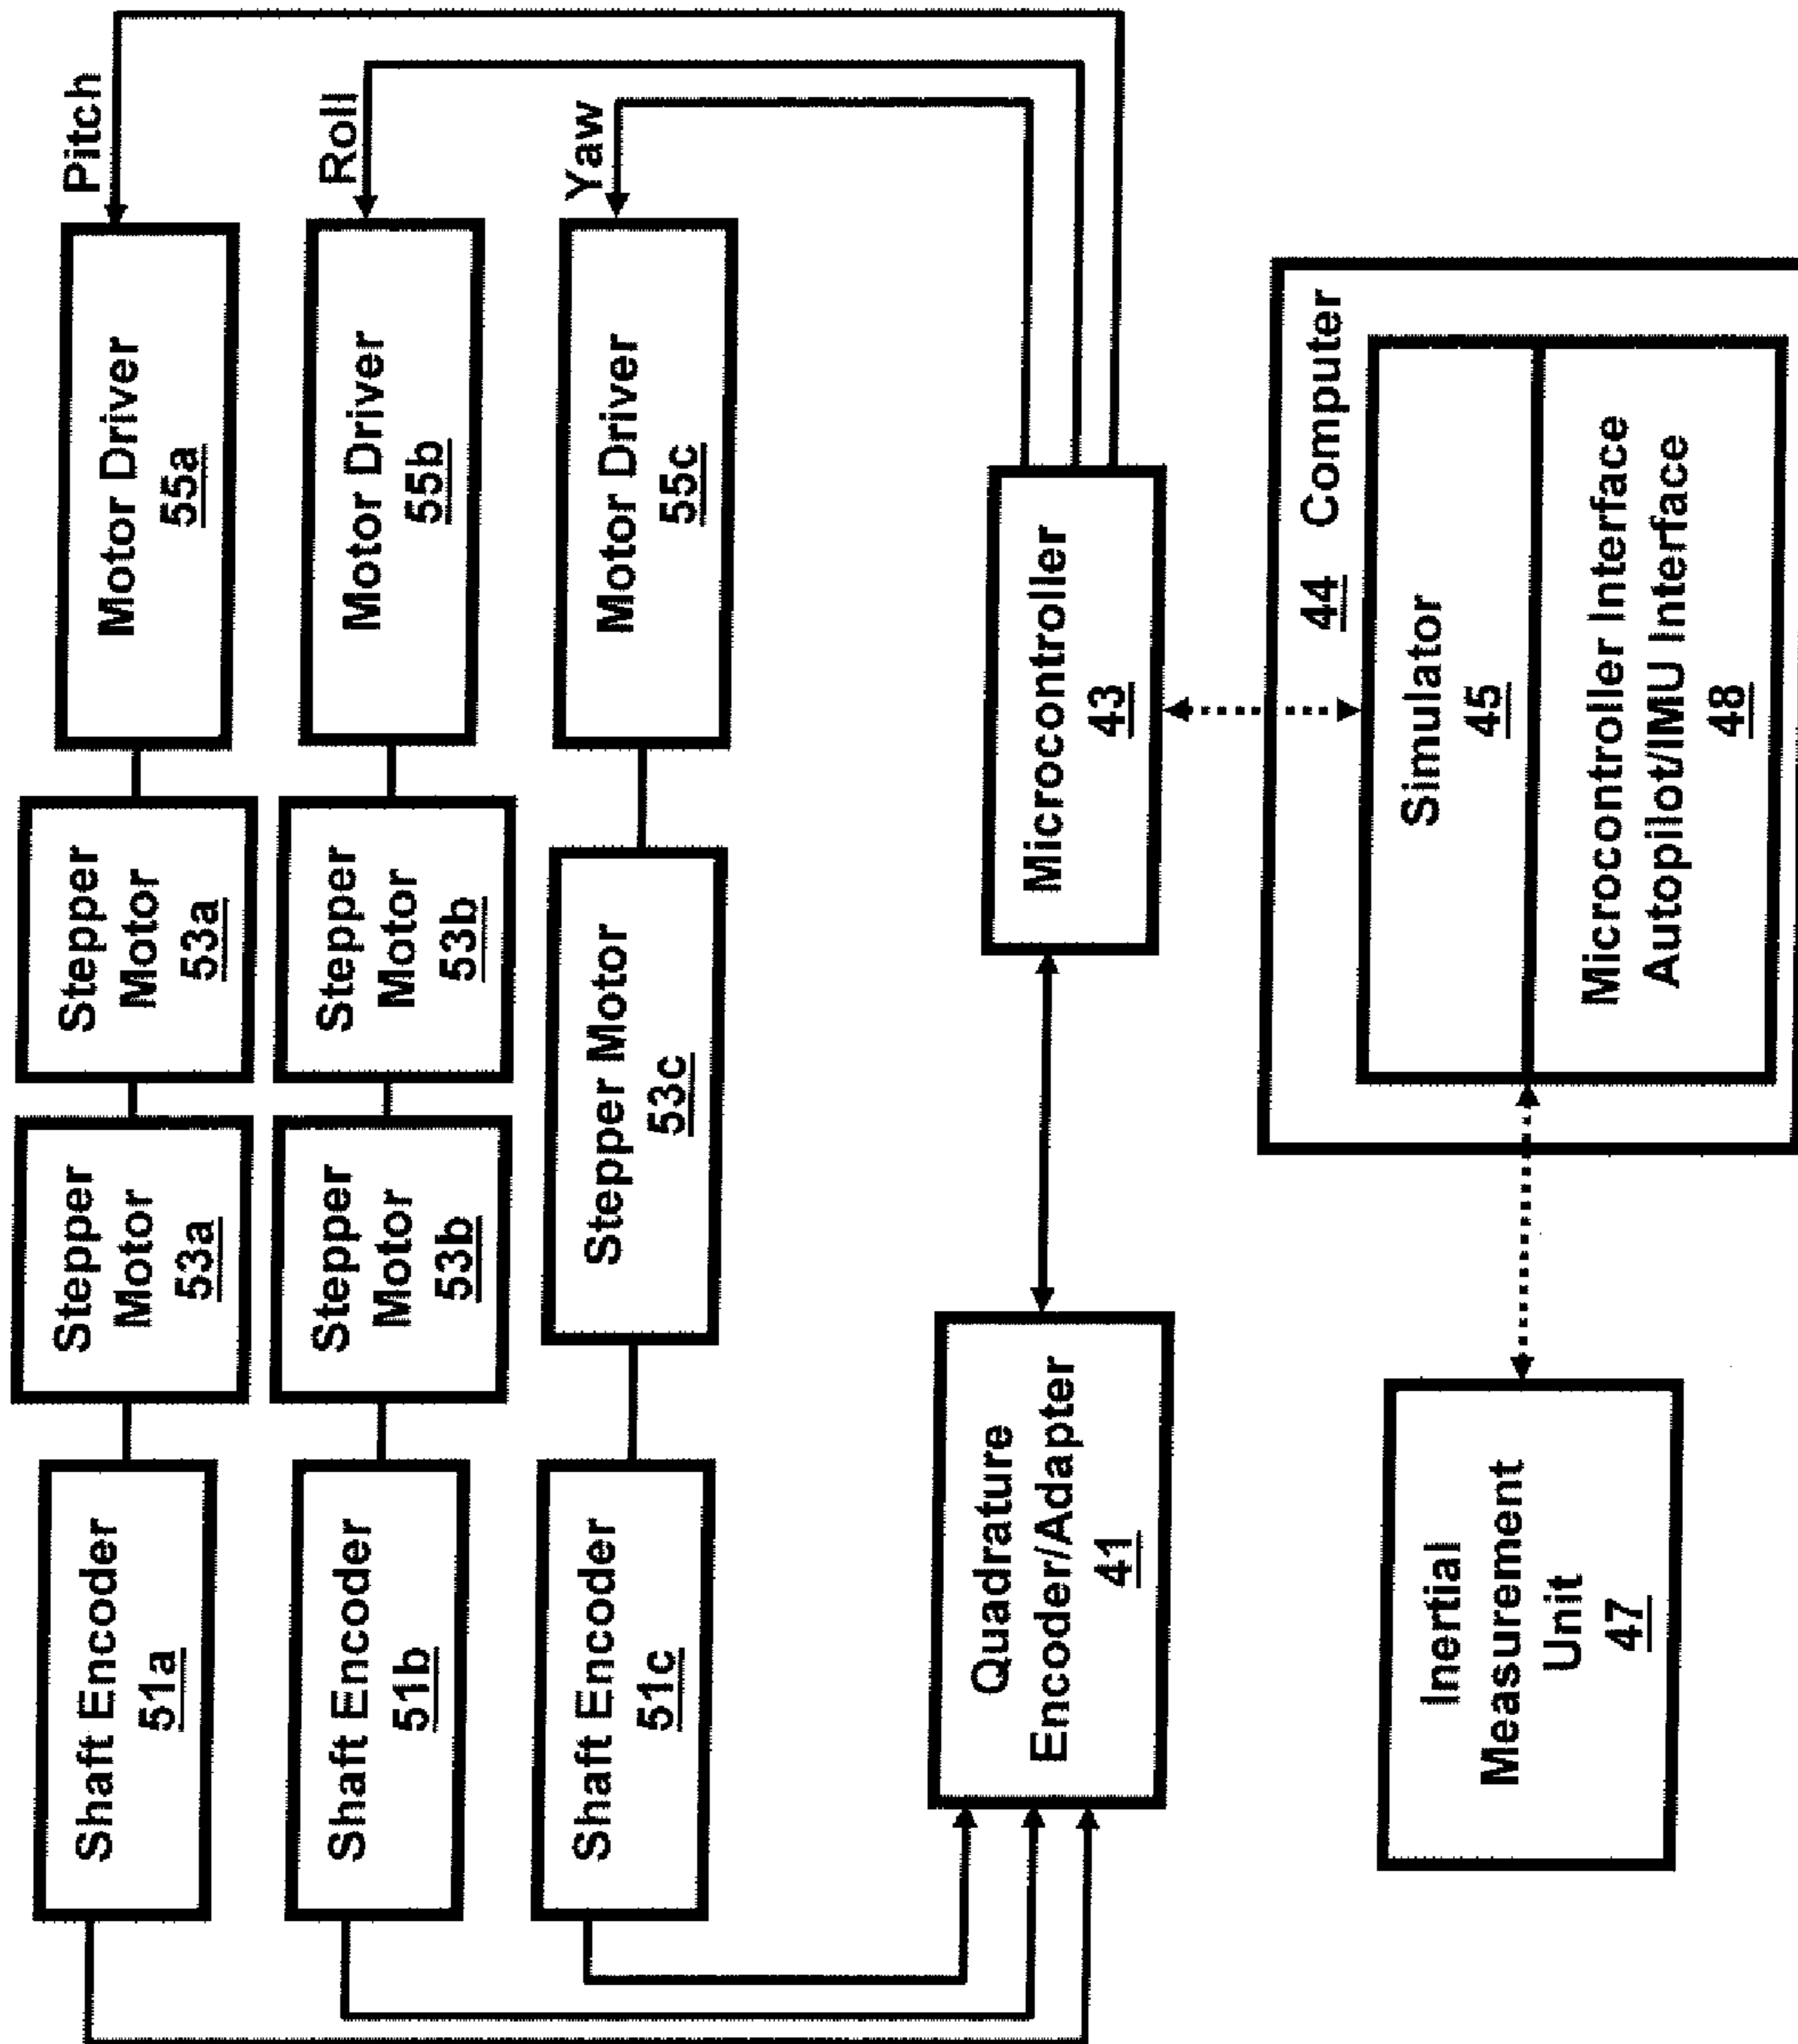 Shaft Encoder
51a
Stepper
Motor
53a
Stepper
Motor
53a
Motor Driver
55a
Pitch
Shaft Encoder
51b
Stepper
Motor
53b
Stepper
Motor
53b
Motor Driver
55b
Roll
Shaft Encoder
51c
Stepper Motor
53c
Motor Driver
55c
Yaw
Quadrature
Encoder/Adapter
41
Microcontroller
43
Inertial
Measurement
Unit
47
44 Computer
Simulator
45
Microcontroller Interface
Autopilot/IMU Interface
48